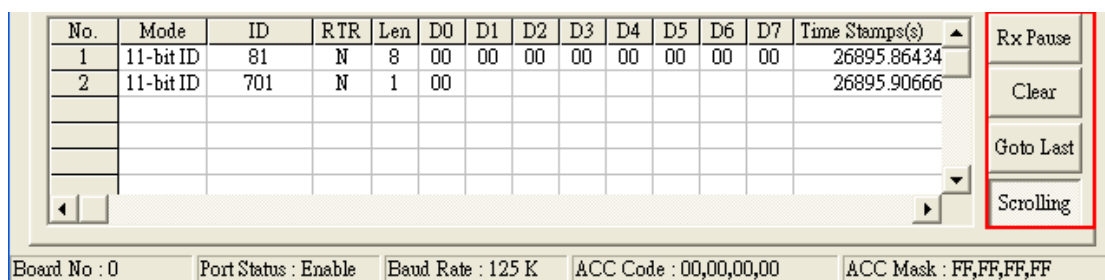 No. Mode ID RTR Len D0 D1 D2 D3 D4 D5 D6 D7 Time Stamps(s)
1 11-bit ID 81 N 8 00 00 00 00 00 00 00 00 26895.86434
2 11-bit ID 701 N 1 00 26895.90666
Rx Pause
Clear
Goto Last
Scrolling
Board No : 0 Port Status : Enable Baud Rate : 125 K ACC Code : 00,00,00,00 ACC Mask : FF,FF,FF,FF